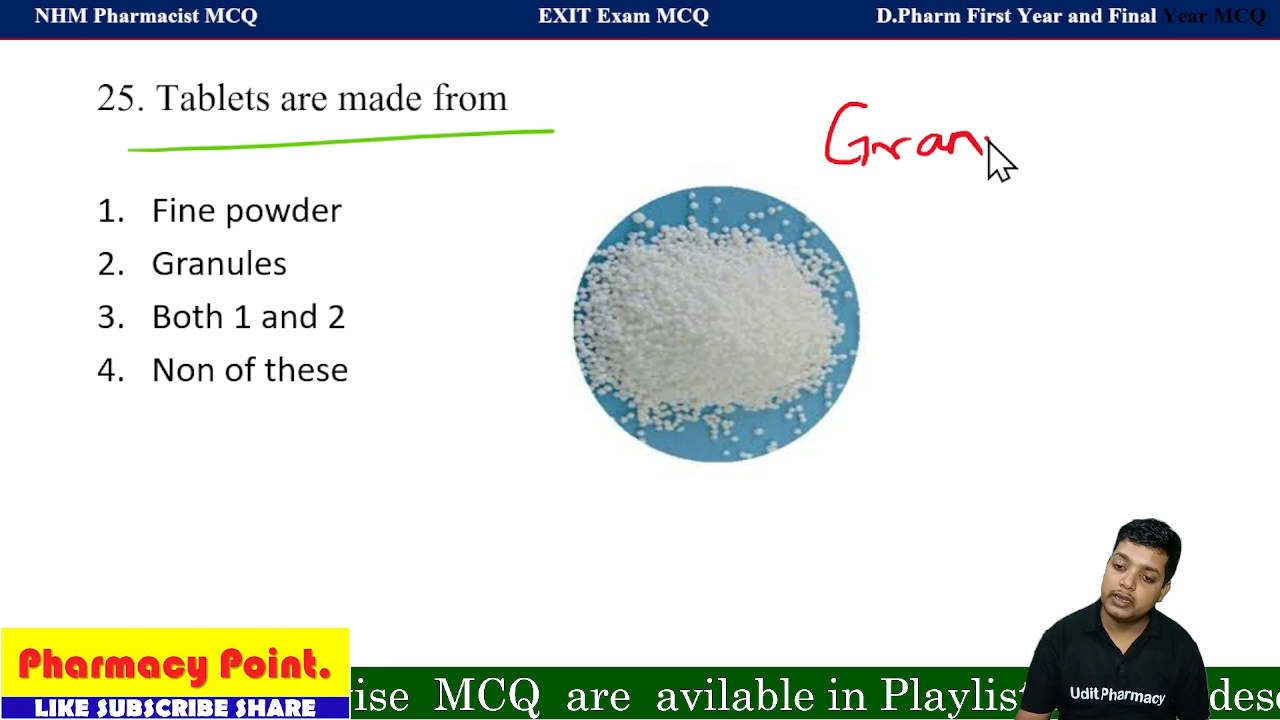 NHM Pharmacist MCQ EXIT Exam MCQ D.Pharm First Year and Final Year MCQ
25. Tablets are made from
Gran
1. Fine powder
2. Granules
3. Both 1 and 2
4. Non of these
Pharmacy Point.
LIKE SUBSCRIBE SHARE
ise MCQ are avilable in Playlist desc
Udit Pharmacy